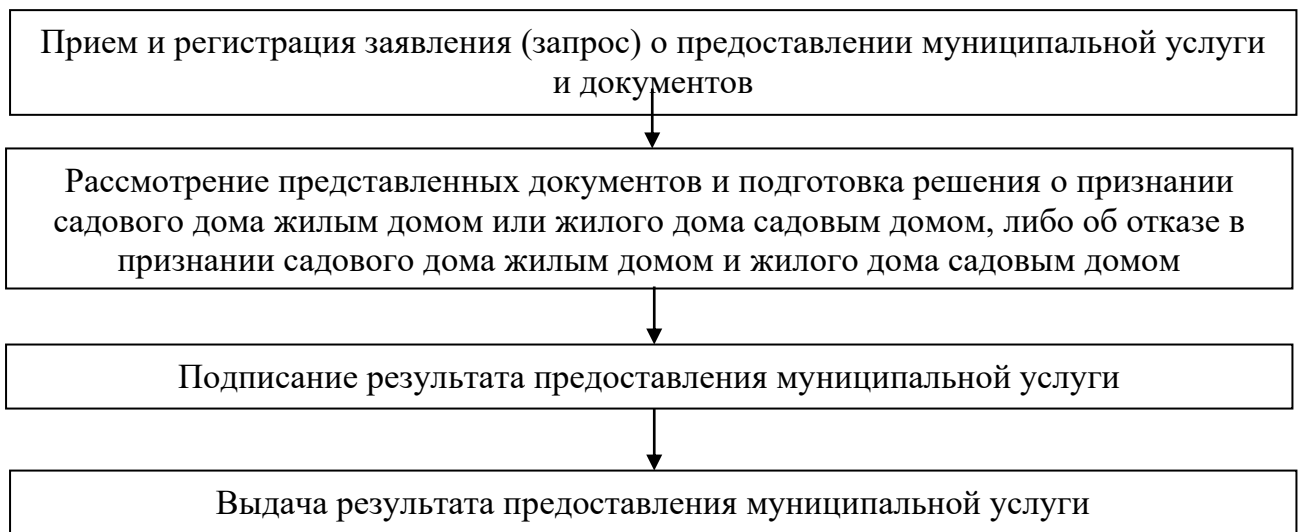 Прием и регистрация заявления (запрос) о предоставлении муниципальной услуги
и документов
Рассмотрение представленных документов и подготовка решения о признании
садового дома жилым домом или жилого дома садовым домом, либо об отказе в
признании садового дома жилым домом и жилого дома садовым домом
Подписание результата предоставления муниципальной услуги
Выдача результата предоставления муниципальной услуги